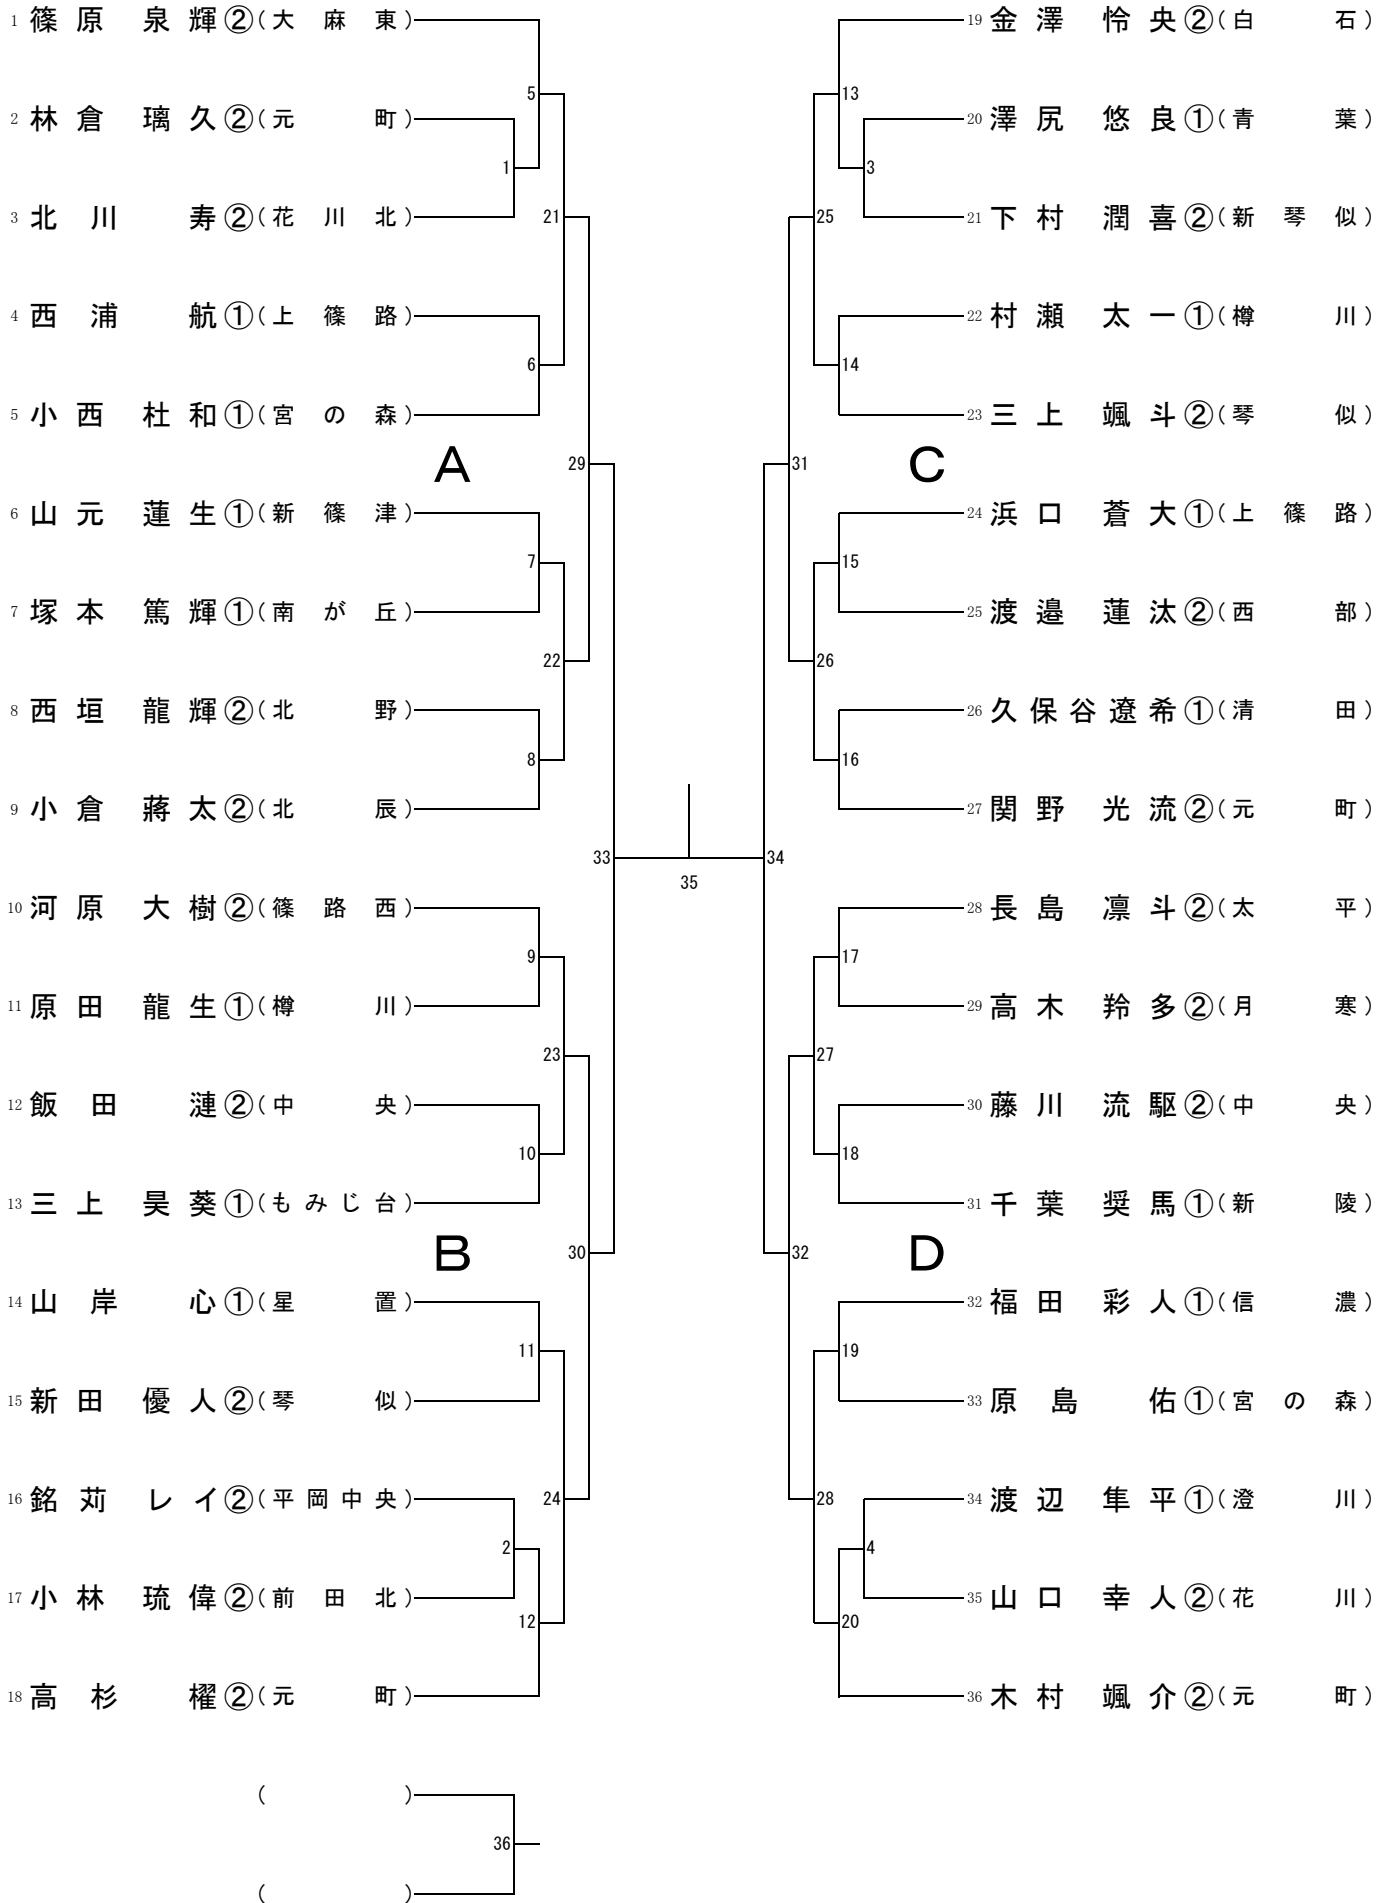 1 篠原 泉輝②(大麻東)
5
2 林倉 璃久②(元町)
1
3 北川 寿②(花川北)
21
4 西浦 航①(上篠路)
6
5 小西 杜和①(宮の森)
A
29
6 山元 蓮生①(新篠津)
7
7 塚本 篤輝①(南が丘)
22
8 西垣 龍輝②(北野)
8
9 小倉 蔣太②(北辰)
33
10 河原 大樹②(篠路西)
9
11 原田 龍生①(樽川)
23
12 飯田 漣②(中央)
10
13 三上 昊葵①(もみじ台)
B
30
14 山岸 心①(星置)
11
15 新田 優人②(琴似)
16 銘苅 レイ②(平岡中央)
24
2
17 小林 琉偉②(前田北)
12
18 高杉 櫂②(元町)
35
19 金澤 怜央②(白石)
13
20 澤尻 悠良①(青葉)
3
21 下村 潤喜②(新琴似)
25
22 村瀬 太一①(樽川)
14
23 三上 颯斗②(琴似)
31
C
24 浜口 蒼大①(上篠路)
15
25 渡邉 蓮汰②(西部)
26
26 久保谷遼希①(清田)
16
27 関野 光流②(元町)
34
28 長島 凛斗②(太平)
17
29 高木 羚多②(月寒)
27
30 藤川 流駆②(中央)
18
31 千葉 奨馬①(新陵)
32
D
32 福田 彩人①(信濃)
19
33 原島 佑①(宮の森)
28
34 渡辺 隼平①(澄川)
4
35 山口 幸人②(花川)
20
36 木村 颯介②(元町)
( )
36
( )